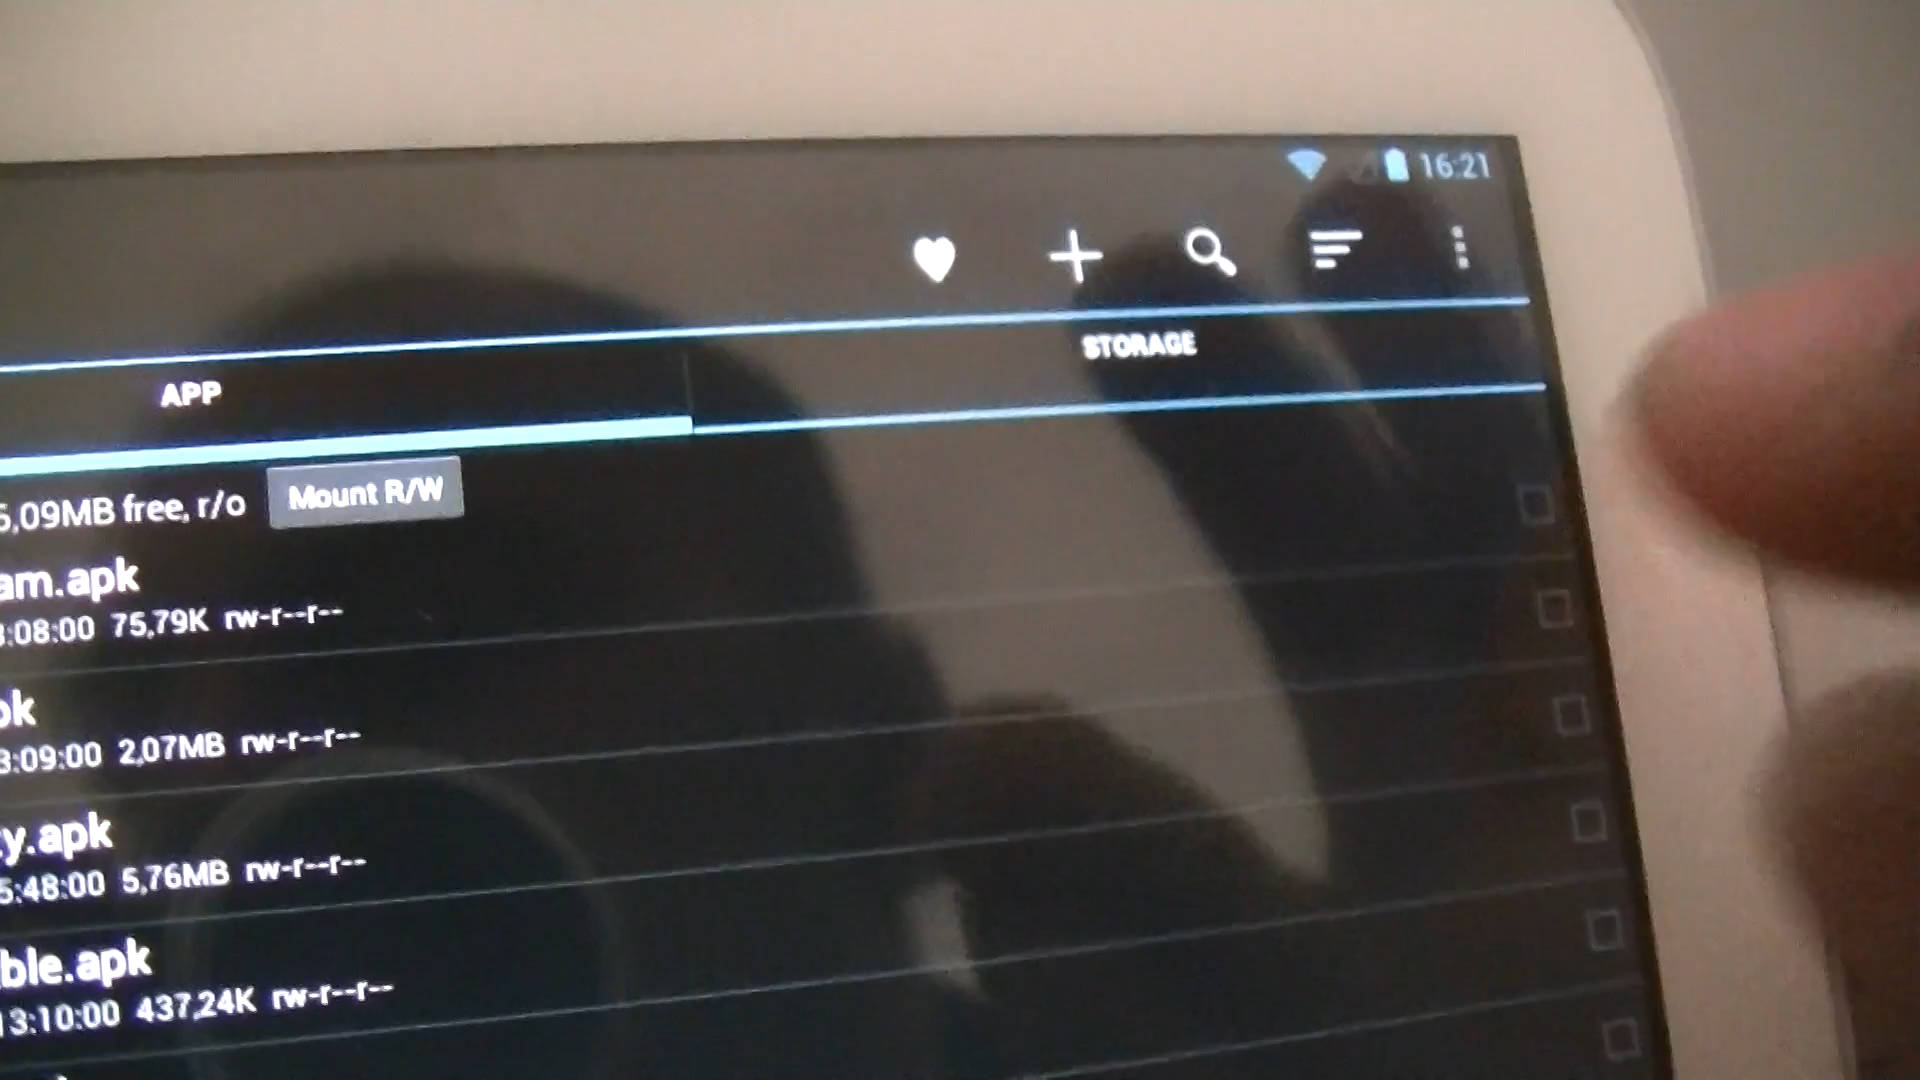 16:21
STORAGE
APP
5,09MB free, r/o Mount R/W
am.apk
3:08:00 75,79K rw-r--r--
pk
3:09:00 2,07MB rw-r--r--
y.apk
5:48:00 5,76MB rw-r--r--
ble.apk
13:10:00 437,24K rw-r--r--